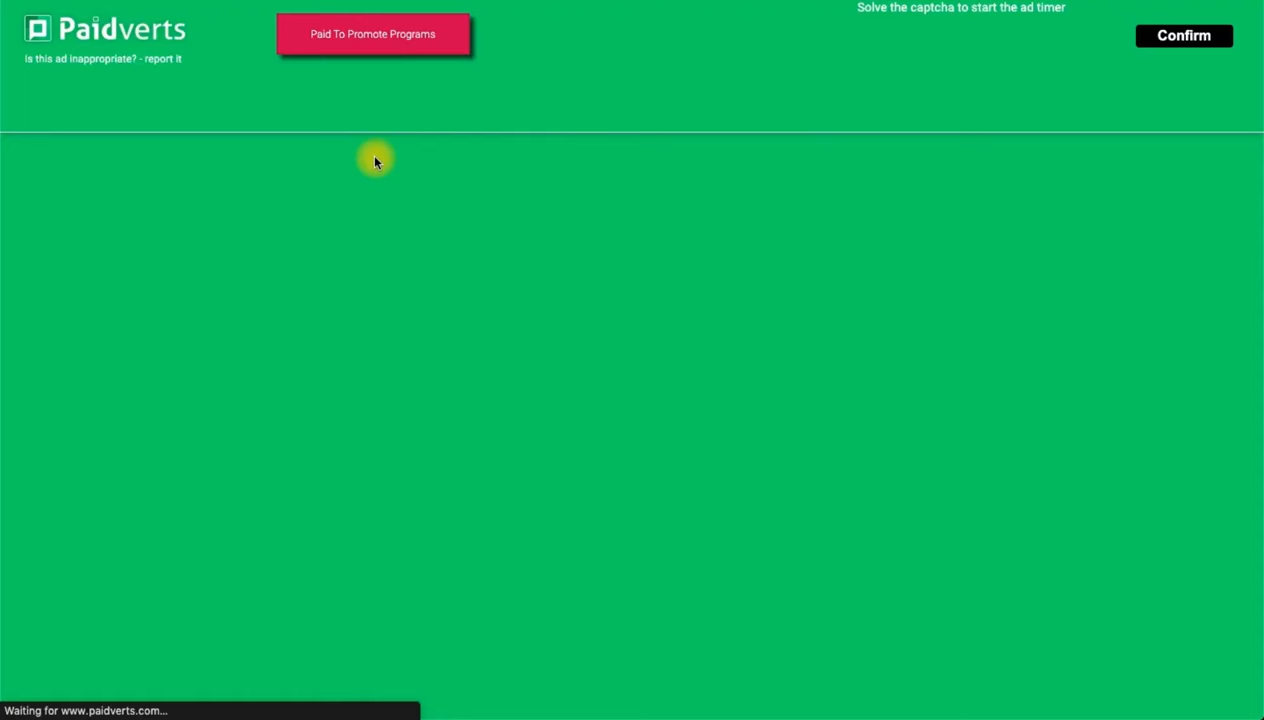 Paidverts
Is this ad inappropriate? - report it
Paid To Promote Programs
Solve the captcha to start the ad timer
Confirm
Waiting for www.paidverts.com...